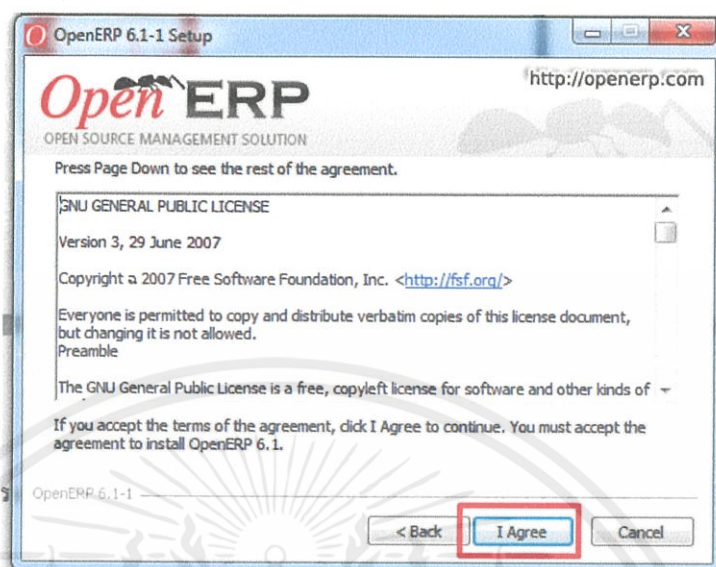 OpenERP 6.1-1 Setup
Open ERP
http://openerp.com
OPEN SOURCE MANAGEMENT SOLUTION
Press Page Down to see the rest of the agreement.
GNU GENERAL PUBLIC LICENSE
Version 3, 29 June 2007
Copyright a 2007 Free Software Foundation, Inc. <http://fsf.org/>
Everyone is permitted to copy and distribute verbatim copies of this license document,
but changing it is not allowed.
Preamble
The GNU General Public License is a free, copyleft license for software and other kinds of
If you accept the terms of the agreement, click I Agree to continue. You must accept the
agreement to install OpenERP 6.1.
OpenERP 6.1-1
< Back
I Agree
Cancel